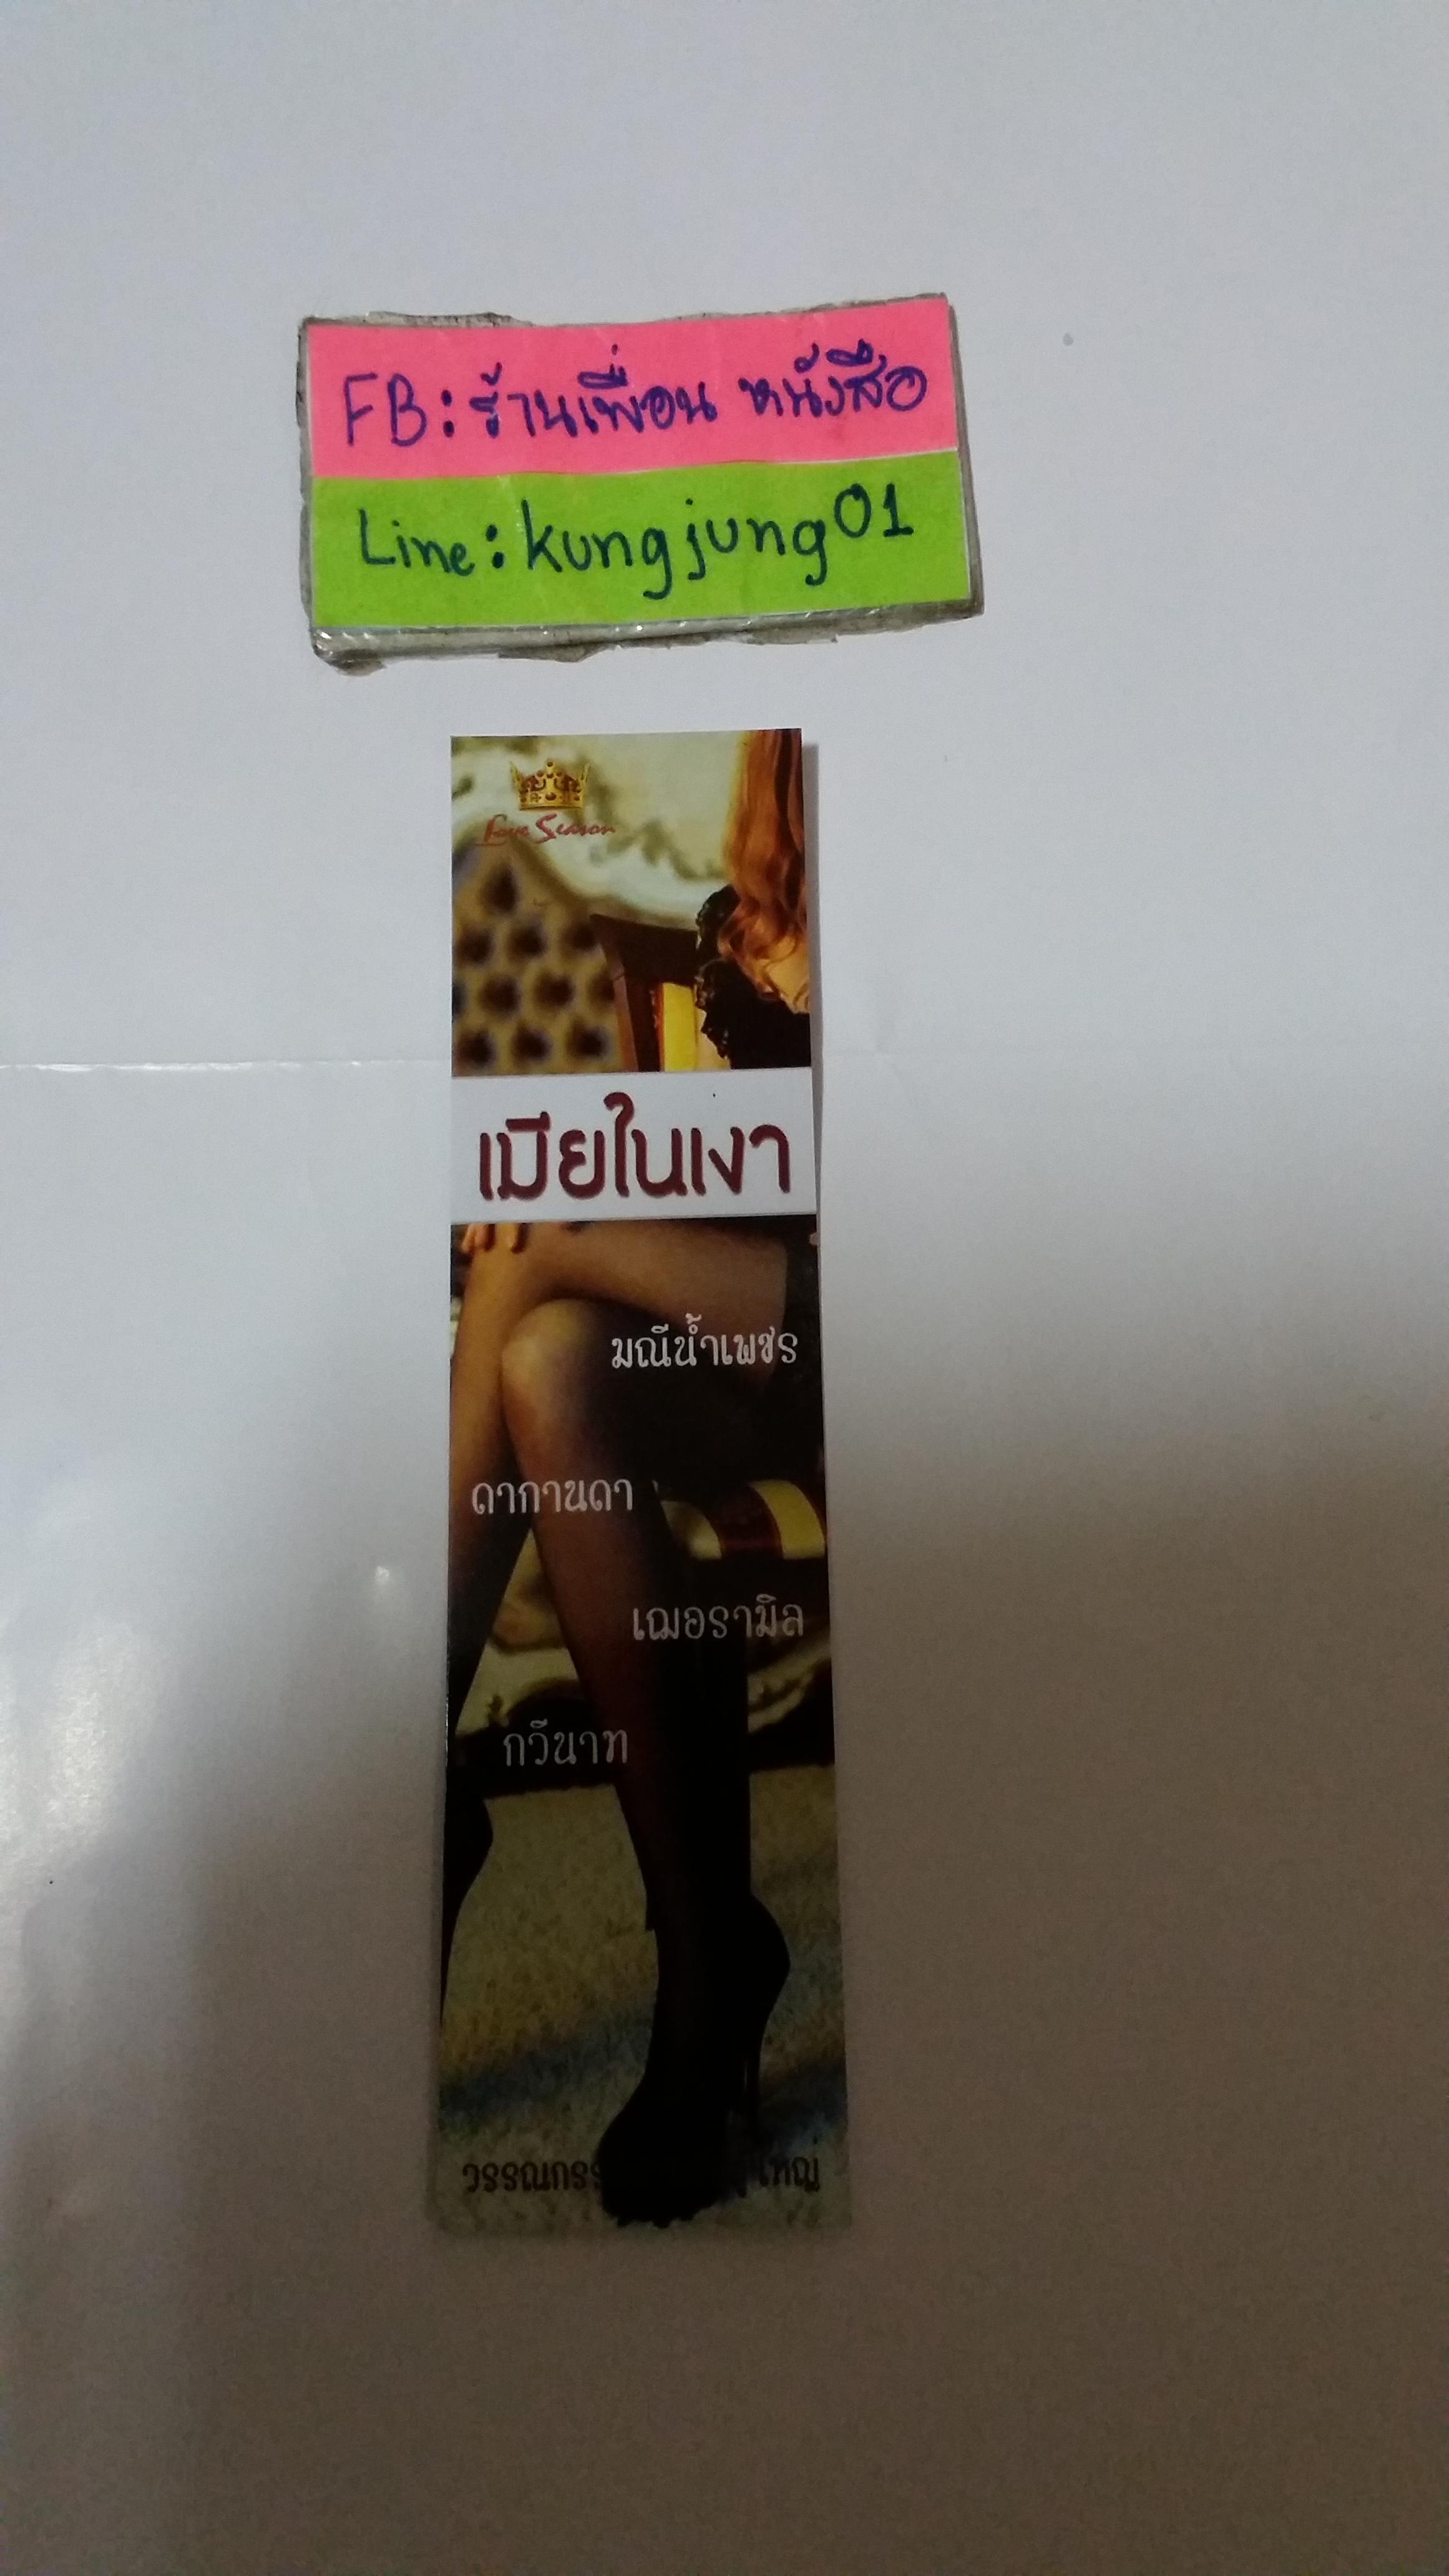 FB: ร้านเพื่อน หนังสือ
Line: kungjung01
Love Season
เมียในเงา
มณีน้ำเพชร
ดากานดา
เฌอรามิล
กวีนาท